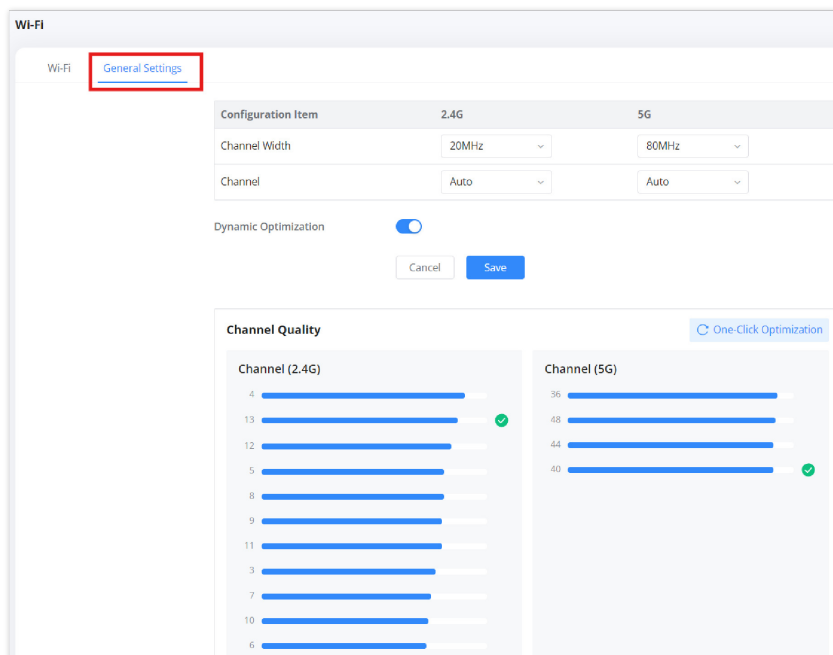 Wi-Fi
Wi-Fi General Settings
Configuration Item 2.4G 5G
Channel Width 20MHz 80MHz
Channel Auto Auto
Dynamic Optimization
Cancel Save
Channel Quality One-Click Optimization
Channel (2.4G) Channel (5G)
4 36
13 48
12 44
5 40
8
9
11
3
7
10
6